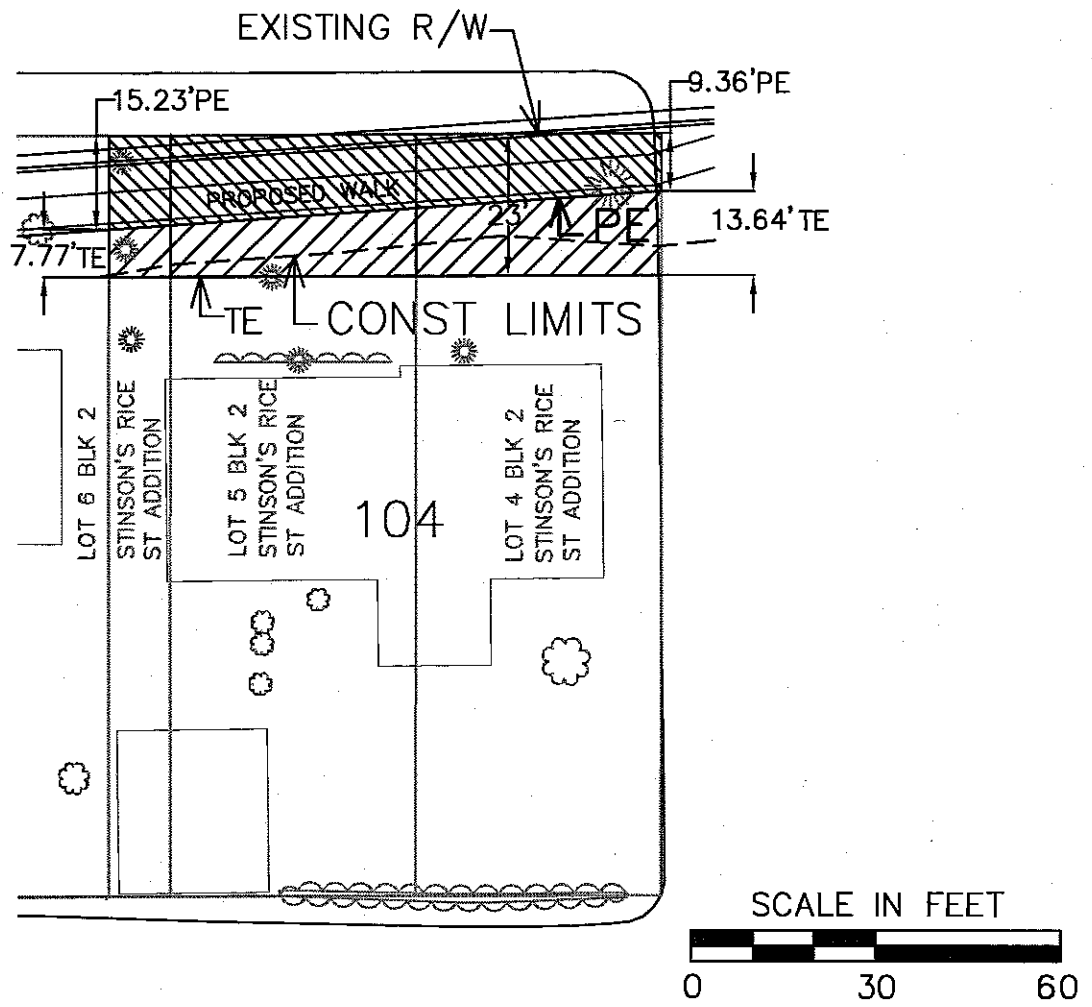 EXISTING R/W
15.23'PE
9.36'PE
PROPOSED WALK
23'
PE
13.64' TE
7.77'TE
TE
CONST LIMITS
LOT 6 BLK 2
STINSON'S RICE
ST ADDITION
LOT 5 BLK 2
STINSON'S RICE
ST ADDITION
104
LOT 4 BLK 2
STINSON'S RICE
ST ADDITION
SCALE IN FEET
0 30 60